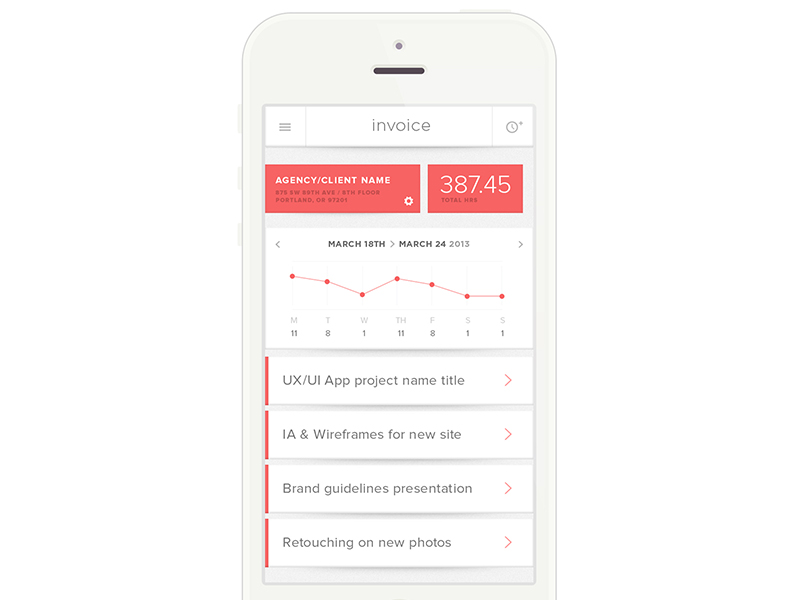 invoice
AGENCY/CLIENT NAME
875 SW 89TH AVE / 5TH FLOOR
PORTLAND, OR 97201
387.45
TOTAL HRS
MARCH 18TH > MARCH 24 2013
M T W TH F S S
11 8 1 11 8 1 1
UX/UI App project name title
IA & Wireframes for new site
Brand guidelines presentation
Retouching on new photos